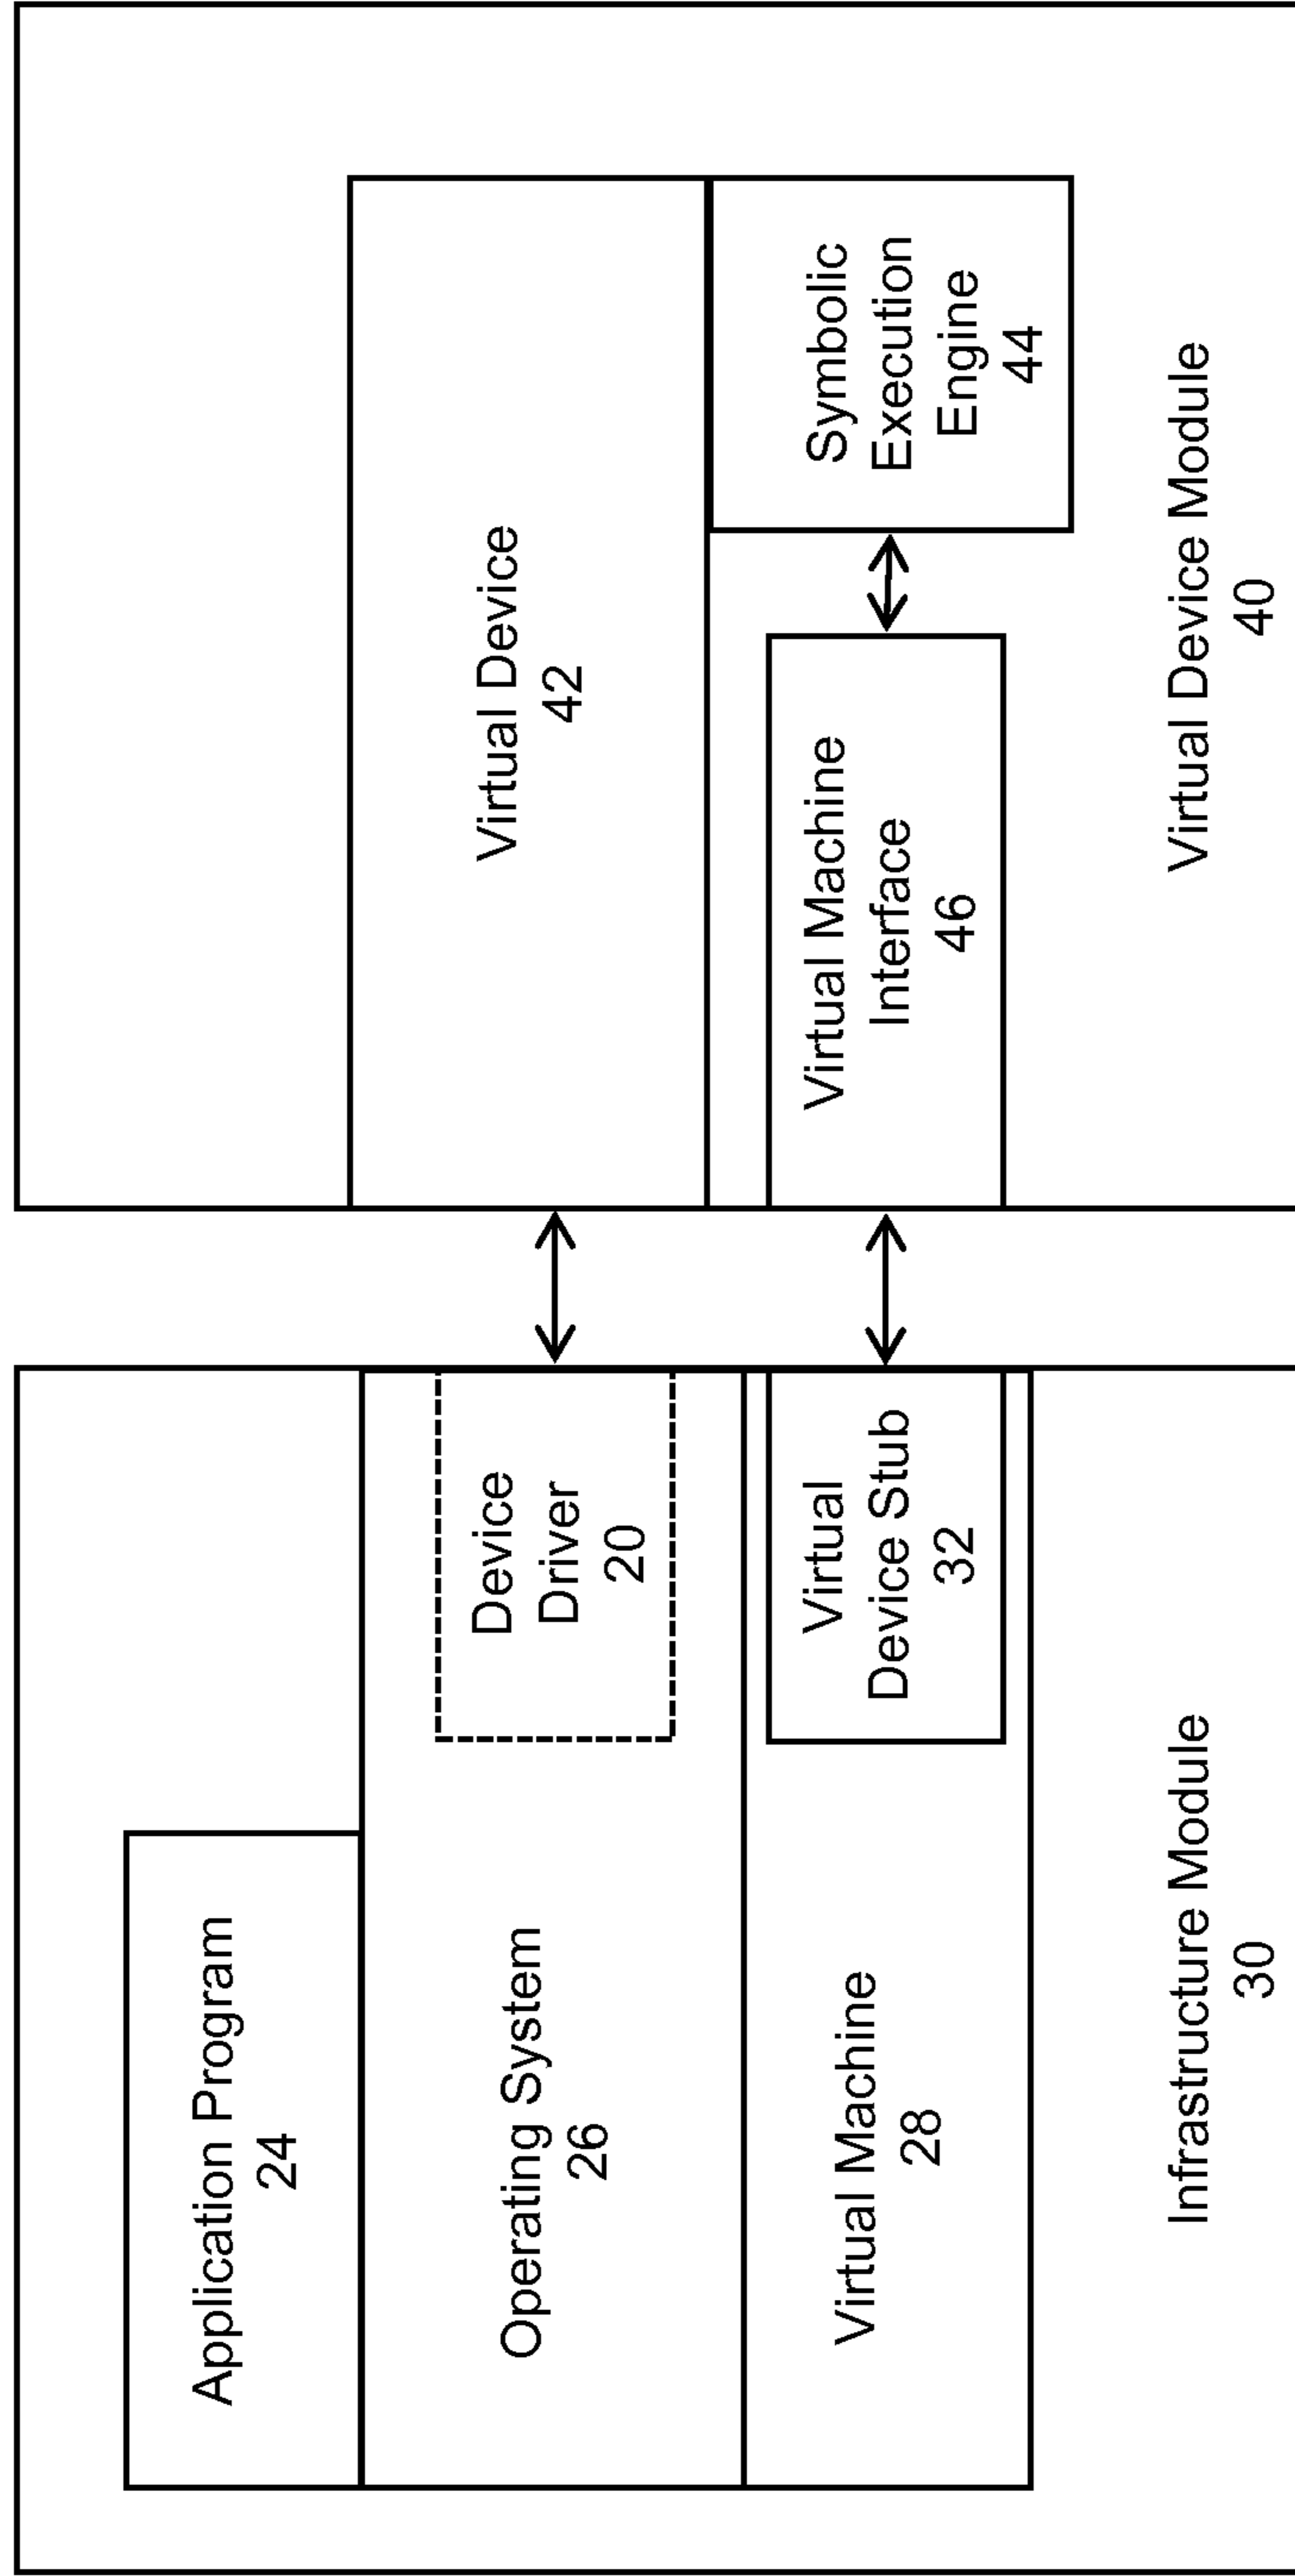 Application Program
24
Operating System
26
Device
Driver
20
Virtual Machine
28
Virtual
Device Stub
32
Infrastructure Module
30
Virtual Device
42
Virtual Machine
Interface
46
Symbolic
Execution
Engine
44
Virtual Device Module
40